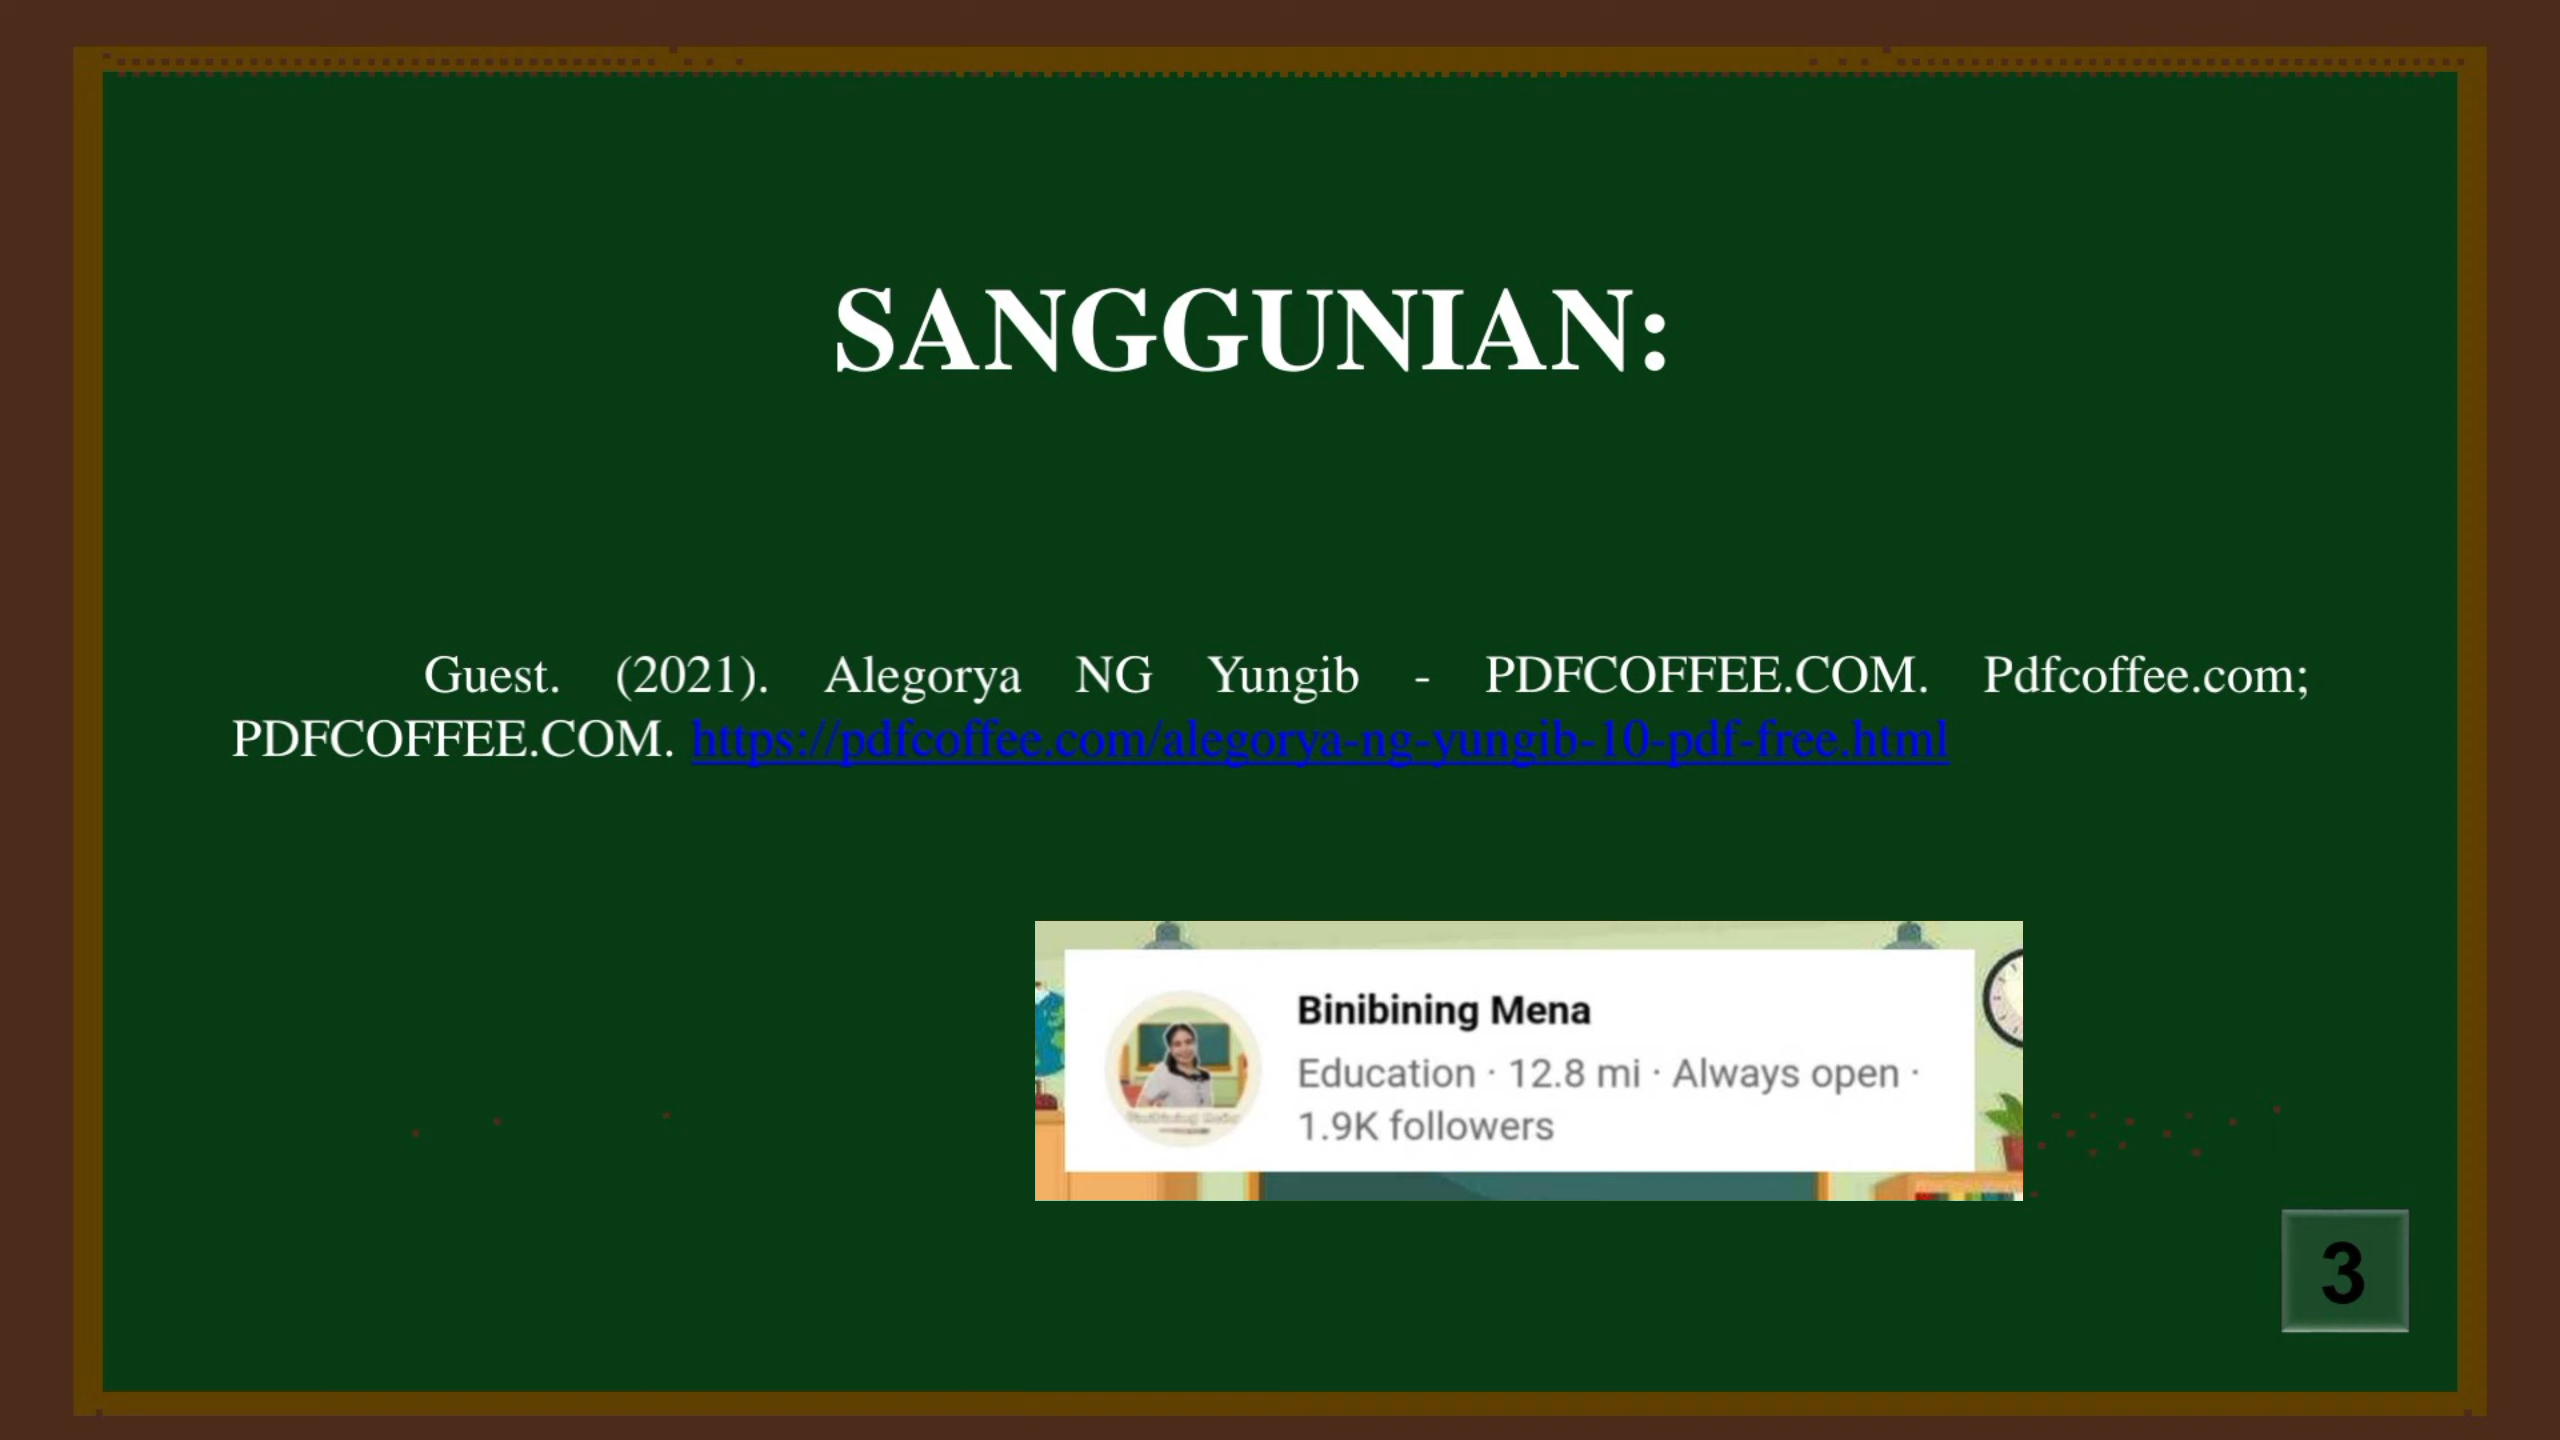 SANGGUNIAN:
Guest. (2021). Alegorya NG Yungib - PDFCOFFEE.COM. Pdfcoffee.com;
PDFCOFFEE.COM. https://pdfcoffee.com/alegorya-ng-yungib-10-pdf-free.html
Binibining Mena
Education · 12.8 mi · Always open ·
1.9K followers
3